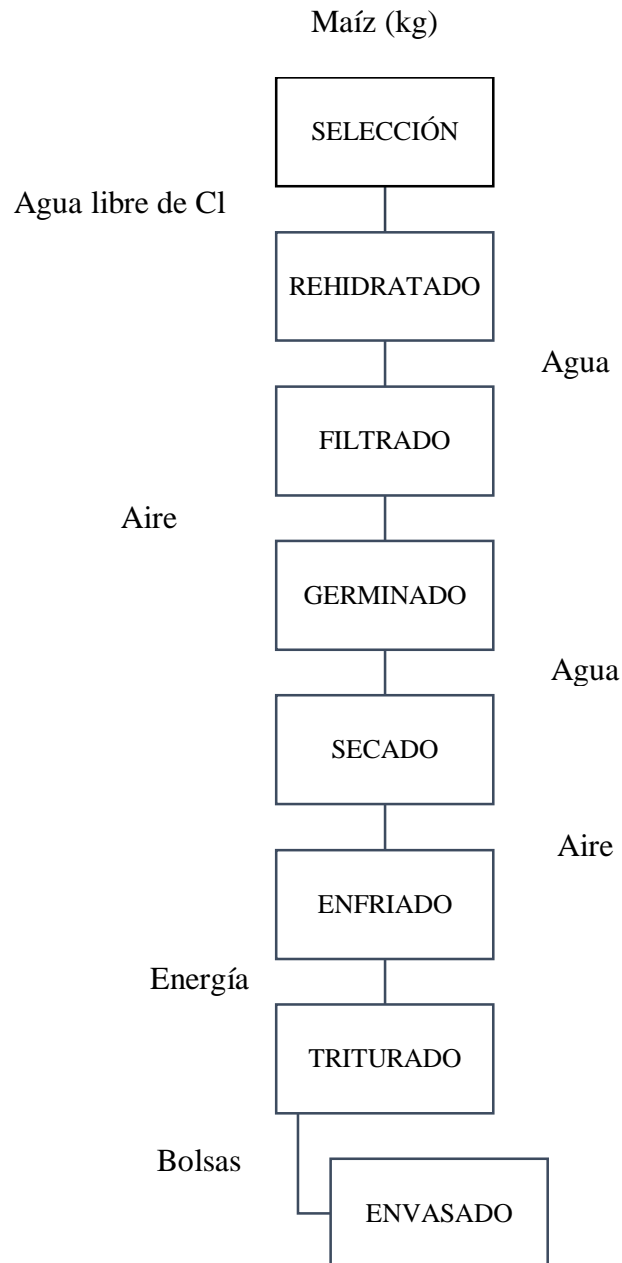 Maíz (kg)
SELECCIÓN
Agua libre de Cl
REHIDRATADO
Agua
FILTRADO
Aire
GERMINADO
Agua
SECADO
Aire
ENFRIADO
Energía
TRITURADO
Bolsas
ENVASADO